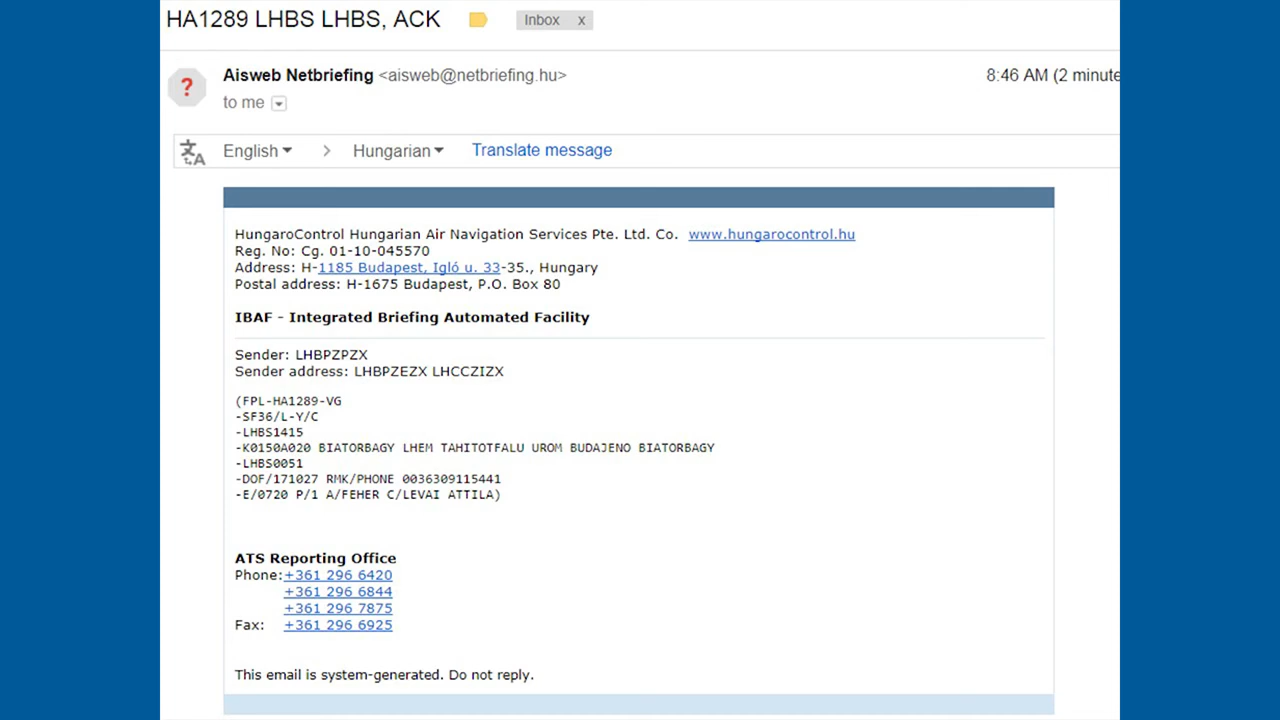 HA1289 LHBS LHBS, ACK Inbox x
Aisweb Netbriefing <aisweb@netbriefing.hu> 8:46 AM (2 minute
to me
English > Hungarian Translate message
HungaroControl Hungarian Air Navigation Services Pte. Ltd. Co. www.hungarocontrol.hu
Reg. No: Cg. 01-10-045570
Address: H-1185 Budapest, Igló u. 33-35., Hungary
Postal address: H-1675 Budapest, P.O. Box 80
IBAF - Integrated Briefing Automated Facility
Sender: LHBPZPZX
Sender address: LHBPZEZX LHCCZIZX
(FPL-HA1289-VG
-SF36/L-Y/C
-LHBS1415
-K0150A020 BIATORBAGY LHEM TAHITOTFALU UROM BUDAJENO BIATORBAGY
-LHBS0051
-DOF/171027 RMK/PHONE 0036309115441
-E/0720 P/1 A/FEHER C/LEVAI ATTILA)
ATS Reporting Office
Phone: +361 296 6420
+361 296 6844
+361 296 7875
Fax: +361 296 6925
This email is system-generated. Do not reply.